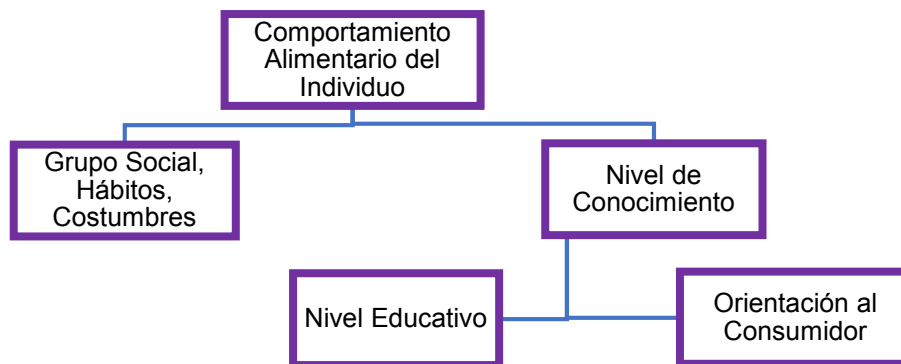 Comportamiento
Alimentario del
Individuo
Grupo Social,
Hábitos,
Costumbres
Nivel de
Conocimiento
Nivel Educativo
Orientación al
Consumidor